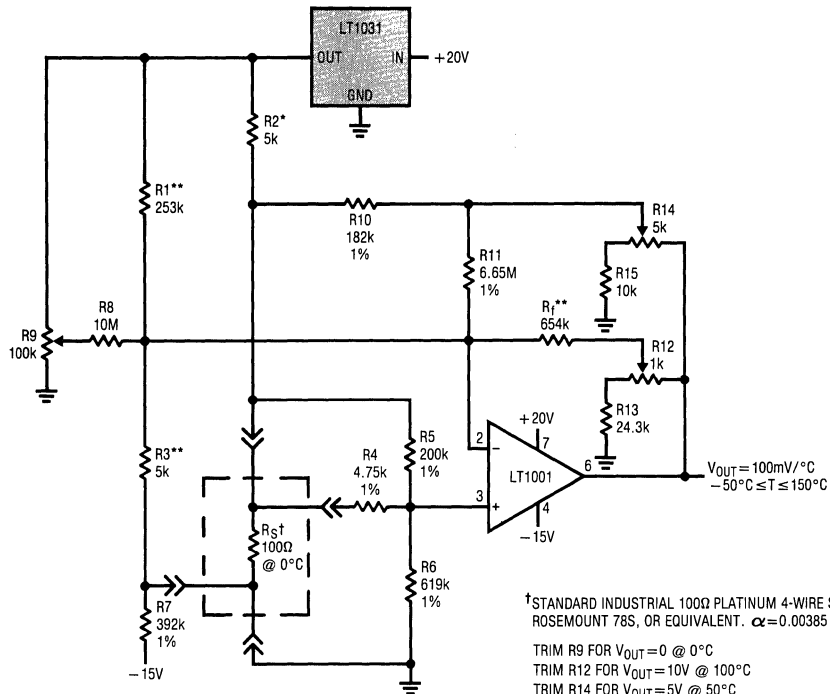 LT1031
OUT
IN
+20V
GND
R2*
5k
R1**
253k
R10
182k
1%
R14
5k
R11
6.65M
1%
R15
10k
R8
10M
R9
100k
Rf**
654k
R12
1k
R13
24.3k
R3**
5k
R5
200k
1%
R4
4.75k
1%
+20V
2
7
−
LT1001
6
3
+
4
−15V
VOUT=100mV/°C
−50°C≤T≤150°C
RS†
100Ω
@ 0°C
R6
619k
1%
R7
392k
1%
−15V
†STANDARD INDUSTRIAL 100Ω PLATINUM 4-WIRE
ROSEMOUNT 78S, OR EQUIVALENT. α=0.00385
TRIM R9 FOR VOUT=0 @ 0°C
TRIM R12 FOR VOUT=10V @ 100°C
TRIM R14 FOR VOUT=5V @ 50°C